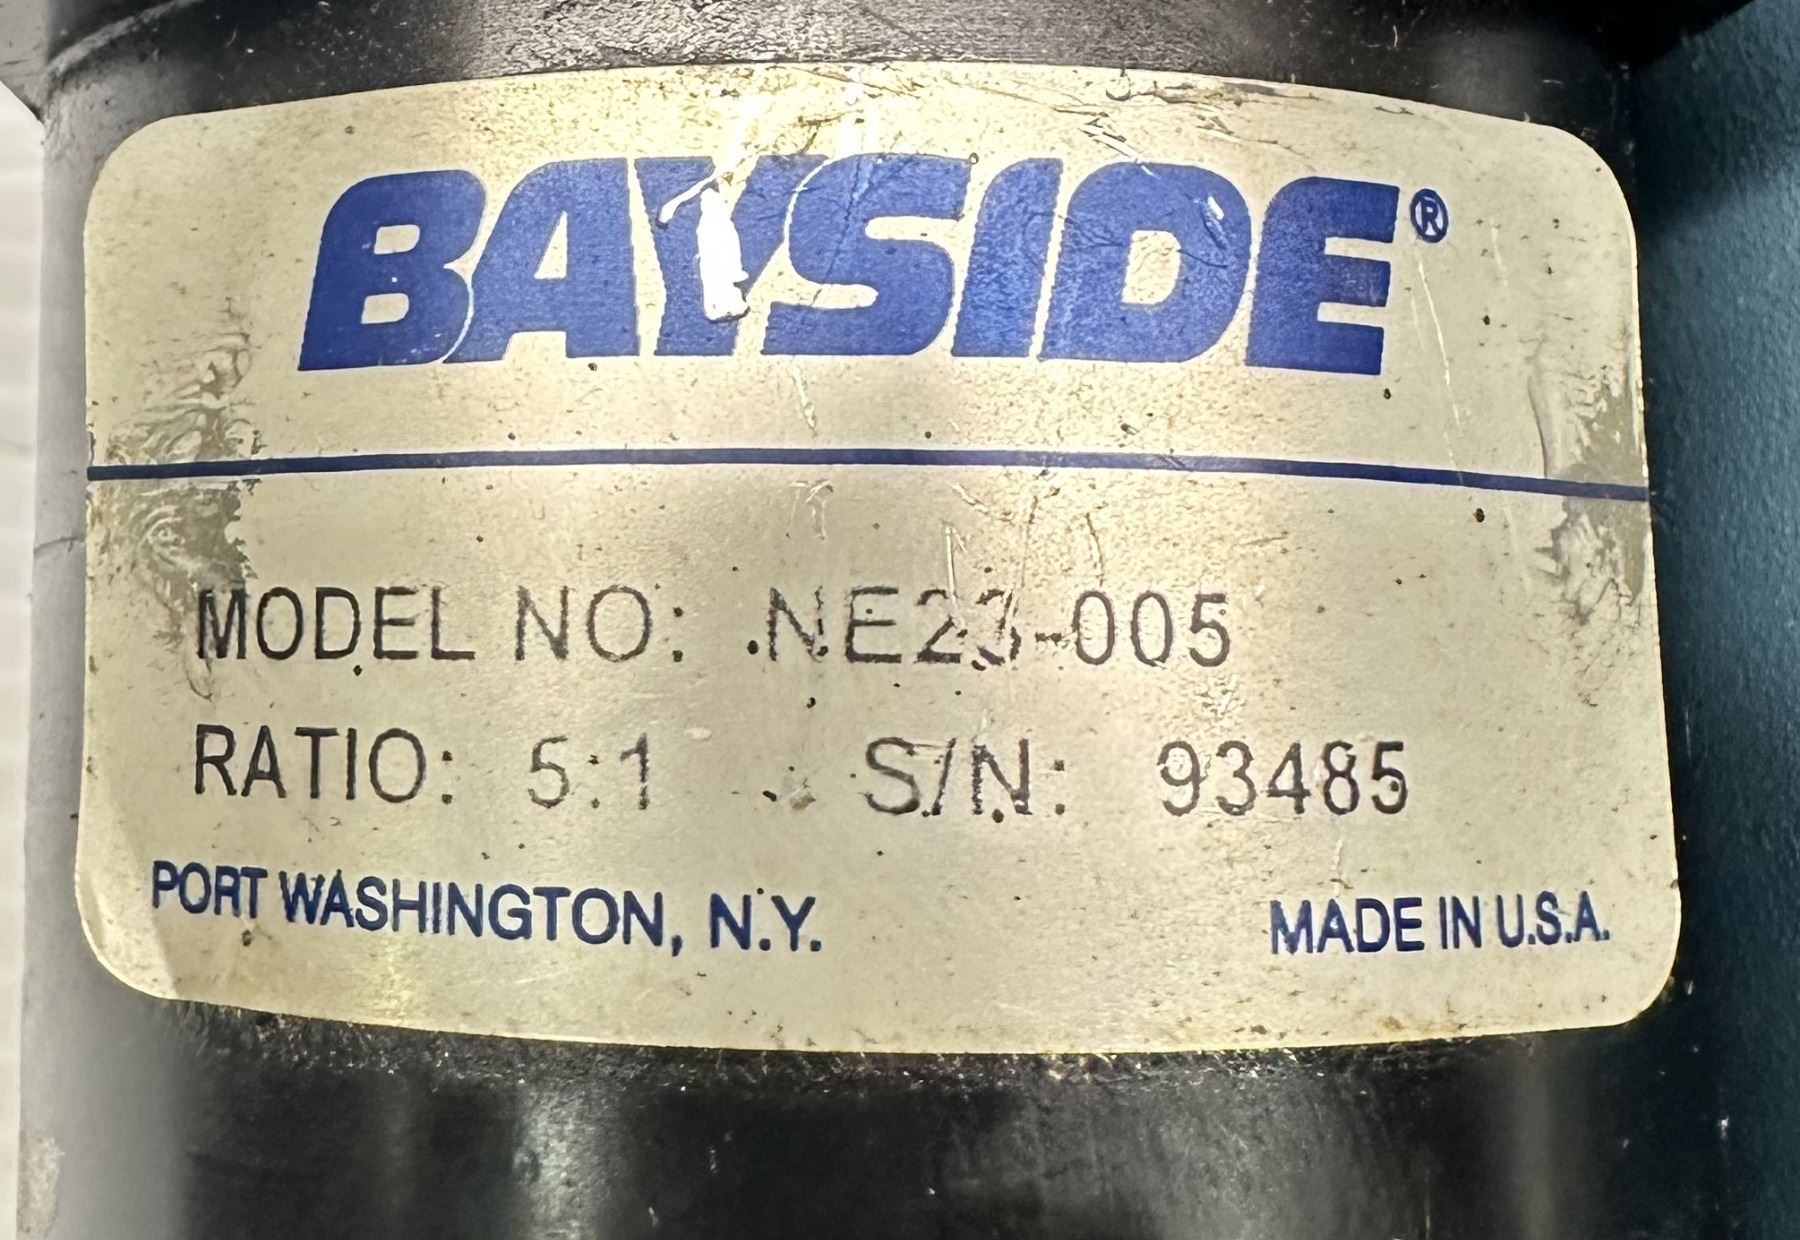 BAYSIDE®
MODEL NO: NE23-005
RATIO: 5:1 S/N: 93485
PORT WASHINGTON, N.Y. MADE IN U.S.A.